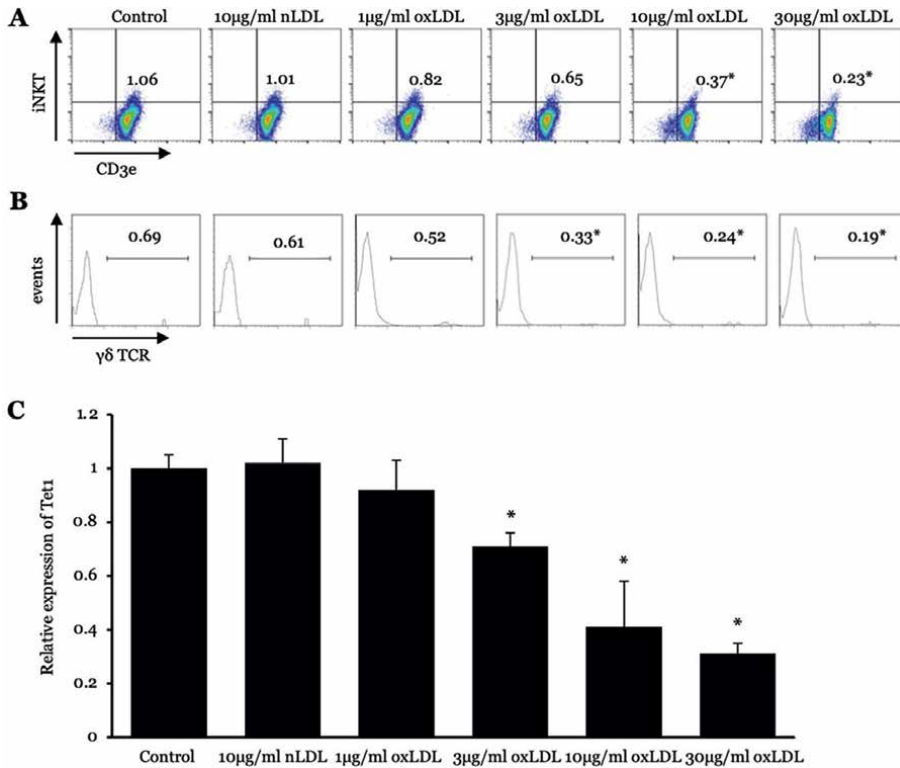 A
Control 10µg/ml nLDL 1µg/ml oxLDL 3µg/ml oxLDL 10µg/ml oxLDL 30µg/ml oxLDL
iNKT
1.06 1.01 0.82 0.65 0.37* 0.23*
CD3e
B
events
0.69 0.61 0.52 0.33* 0.24* 0.19*
γδ TCR
C
Relative expression of Tet1
1.2
1
0.8
0.6
0.4
0.2
0
* * *
Control 10µg/ml nLDL 1µg/ml oxLDL 3µg/ml oxLDL 10µg/ml oxLDL 30µg/ml oxLDL